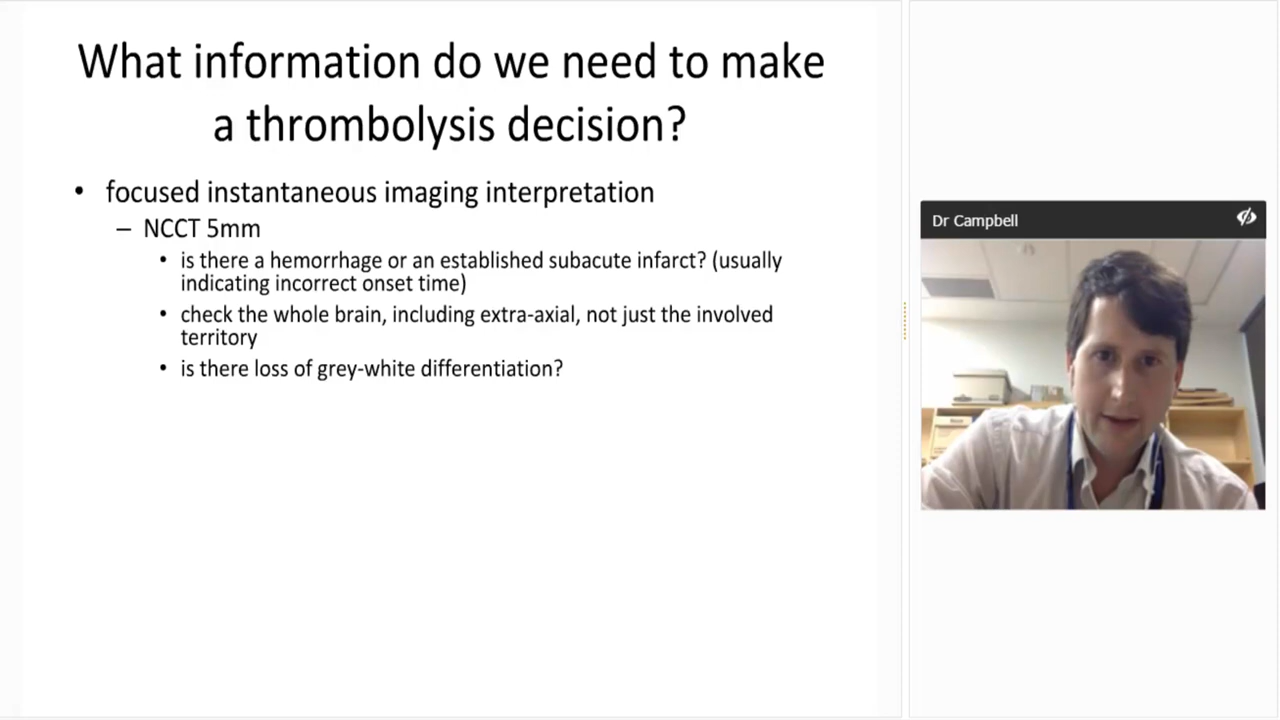 What information do we need to make
a thrombolysis decision?
• focused instantaneous imaging interpretation
– NCCT 5mm
• is there a hemorrhage or an established subacute infarct? (usually
indicating incorrect onset time)
• check the whole brain, including extra-axial, not just the involved
territory
• is there loss of grey-white differentiation?
Dr Campbell